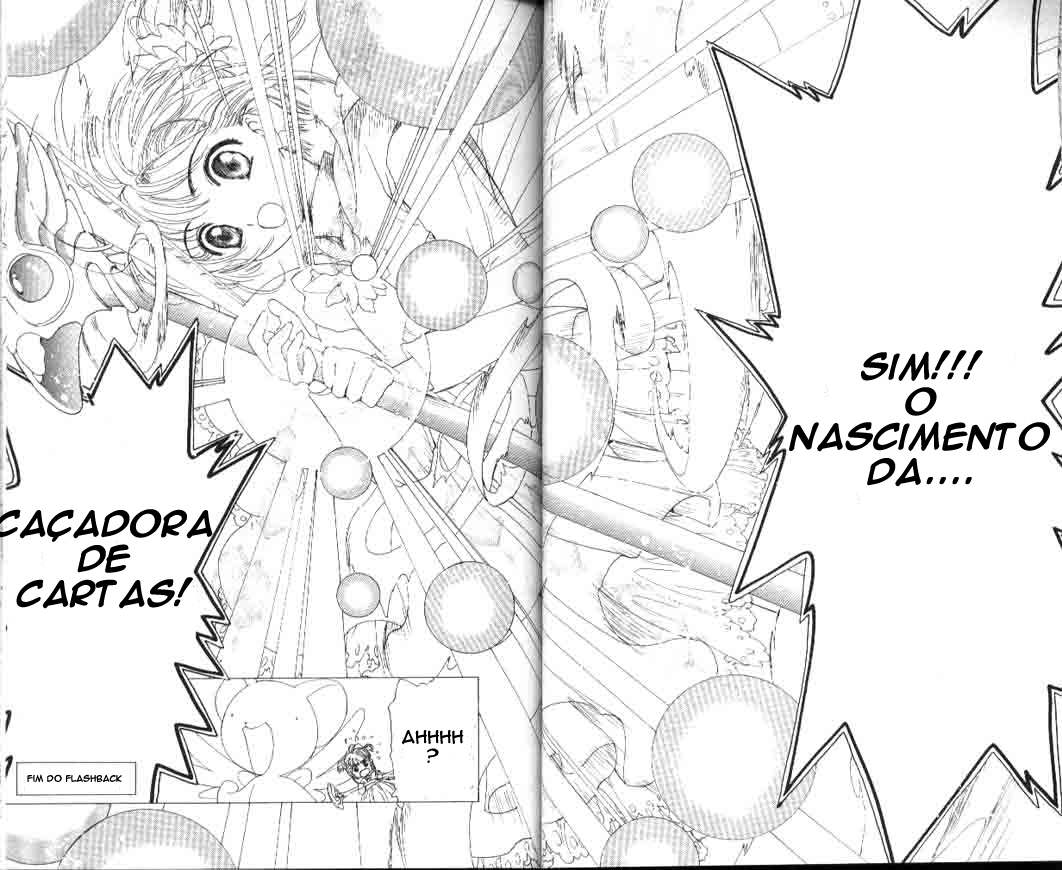 SIM!!!
O
NASCIMENTO
DA....
CAÇADORA
DE
CARTAS!
AHHHH
?
FIM DO FLASHBACK